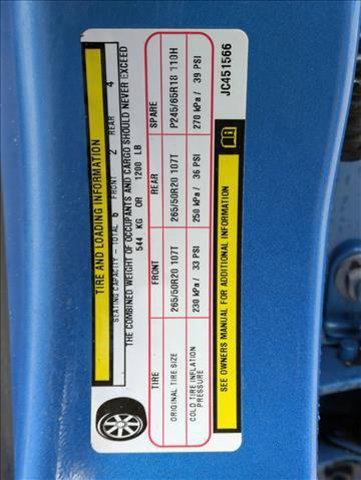 TIRE AND LOADING INFORMATION
SEATING CAPACITY - TOTAL 6 FRONT 2 REAR 4
THE COMBINED WEIGHT OF OCCUPANTS AND CARGO SHOULD NEVER EXCEED
544 KG OR 1200 LB
TIRE FRONT REAR SPARE
ORIGINAL TIRE SIZE 265/50R20 107T 265/50R20 107T P245/65R18 110H
COLD TIRE INFLATION PRESSURE 230 kPa / 33 PSI 250 kPa / 36 PSI 270 kPa / 39 PSI
SEE OWNERS MANUAL FOR ADDITIONAL INFORMATION
JC451566